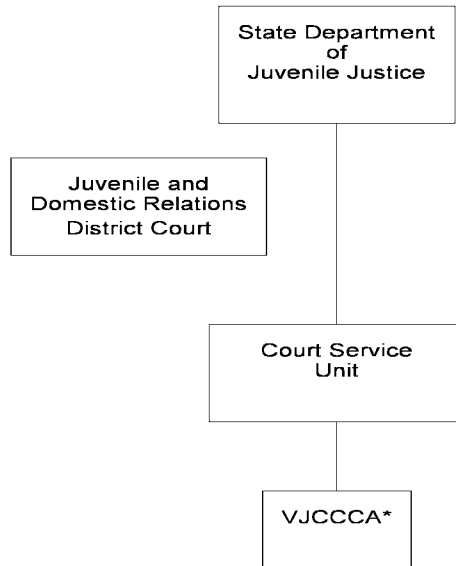 State Department
of
Juvenile Justice
Juvenile and
Domestic Relations
District Court
Court Service
Unit
VJCCCA*